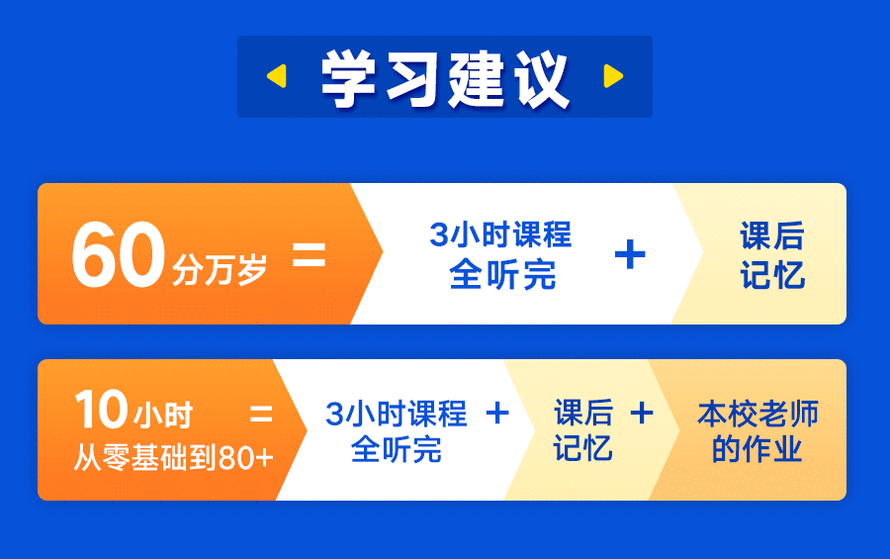 学习建议
60分万岁 = 3小时课程 全听完 + 课后 记忆
10小时 从零基础到80+ = 3小时课程 全听完 + 课后 记忆 + 本校老师 的作业